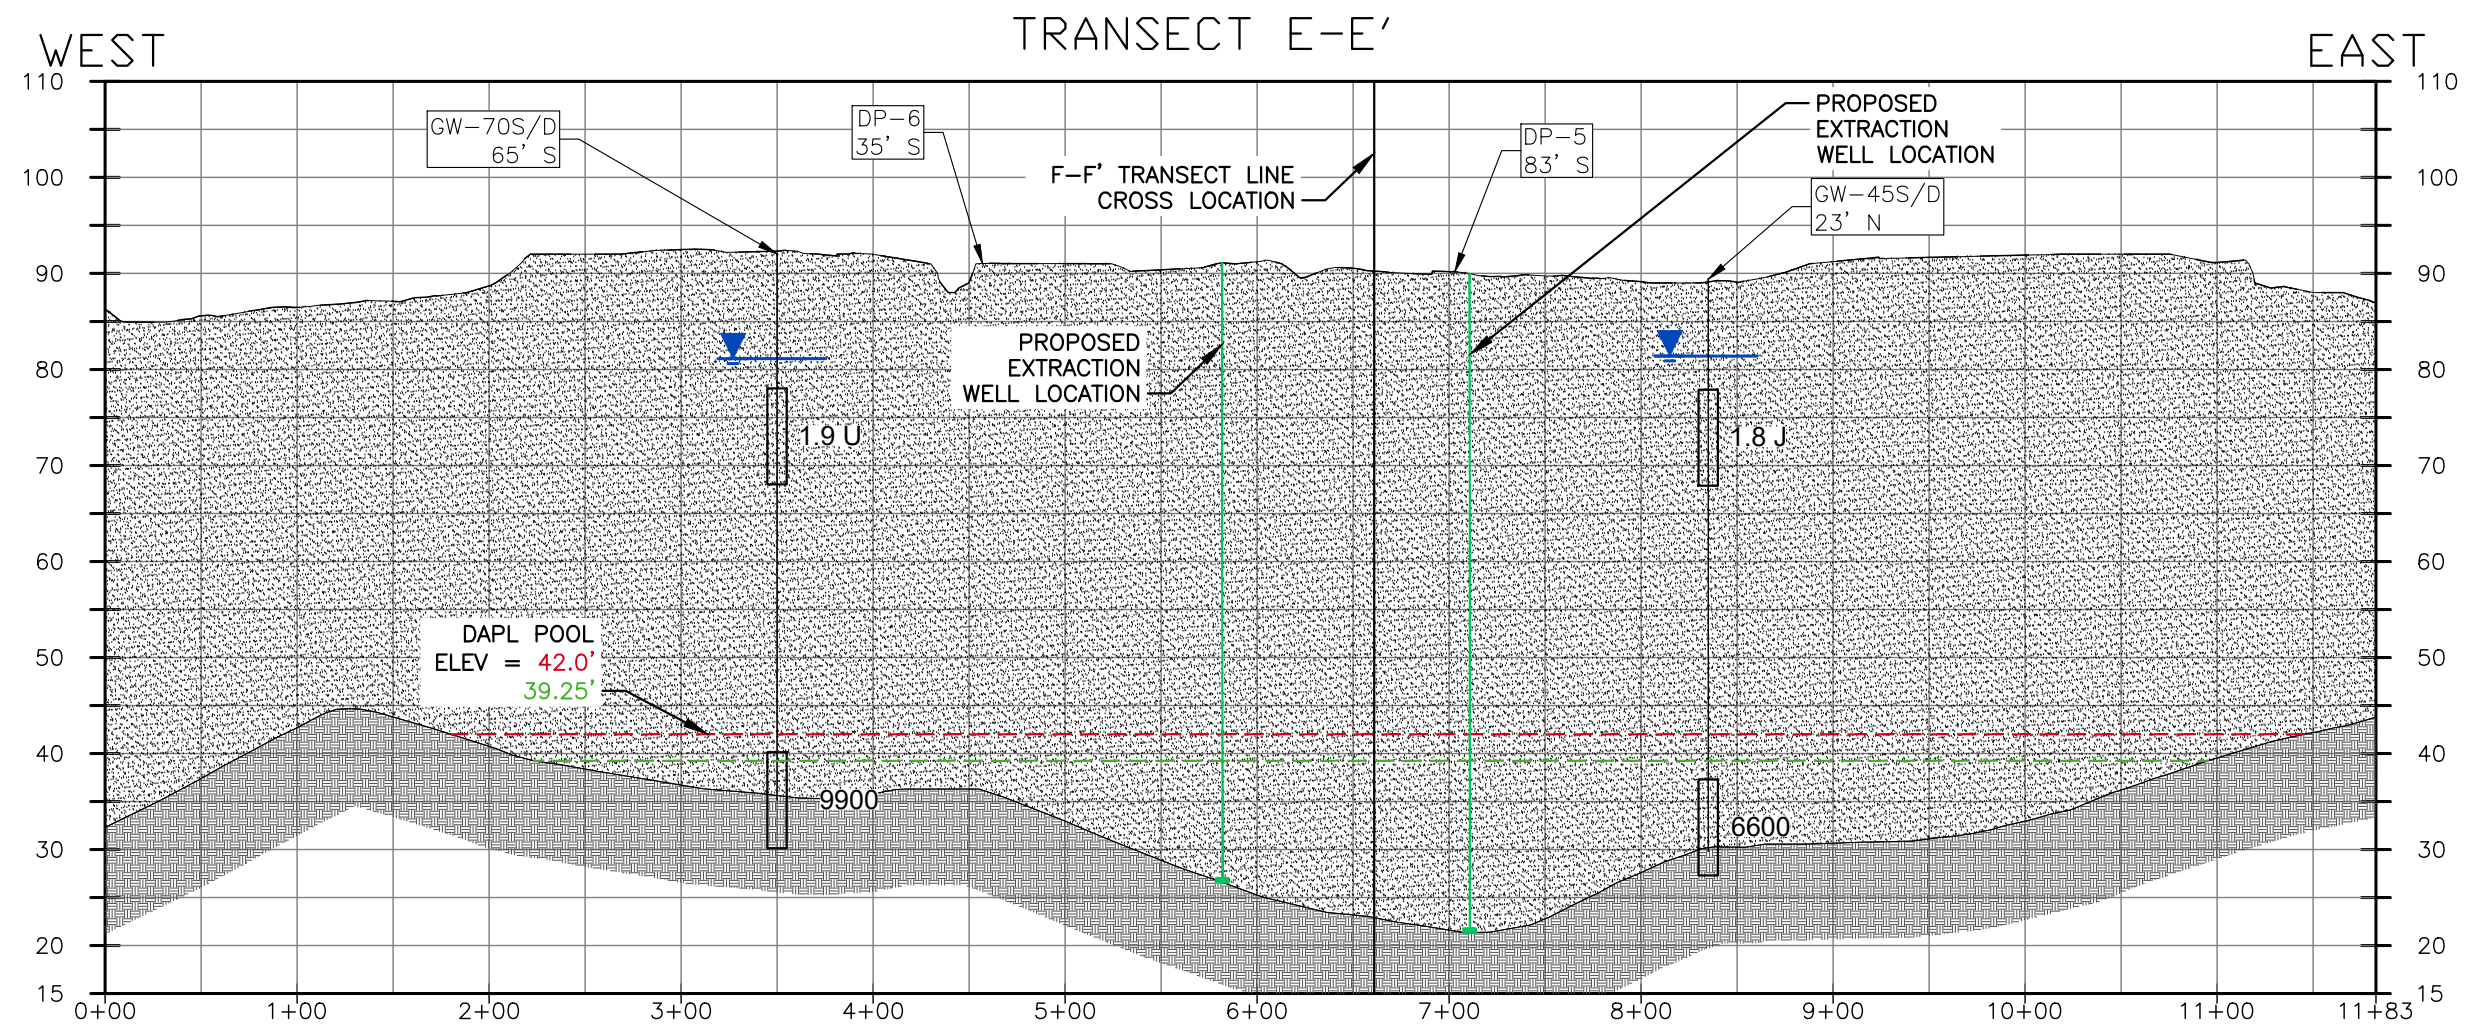 TRANSECT E-E'
WEST
EAST
GW-70S/D
65' S
DP-6
35' S
F-F' TRANSECT LINE
CROSS LOCATION
DP-5
83' S
PROPOSED
EXTRACTION
WELL LOCATION
GW-45S/D
23' N
PROPOSED
EXTRACTION
WELL LOCATION
1.9 U
1.8 J
DAPL POOL
ELEV = 42.0'
39.25'
9900
6600
110
100
90
80
70
60
50
40
30
20
15
110
100
90
80
70
60
50
40
30
20
15
0+00 1+00 2+00 3+00 4+00 5+00 6+00 7+00 8+00 9+00 10+00 11+00 11+83